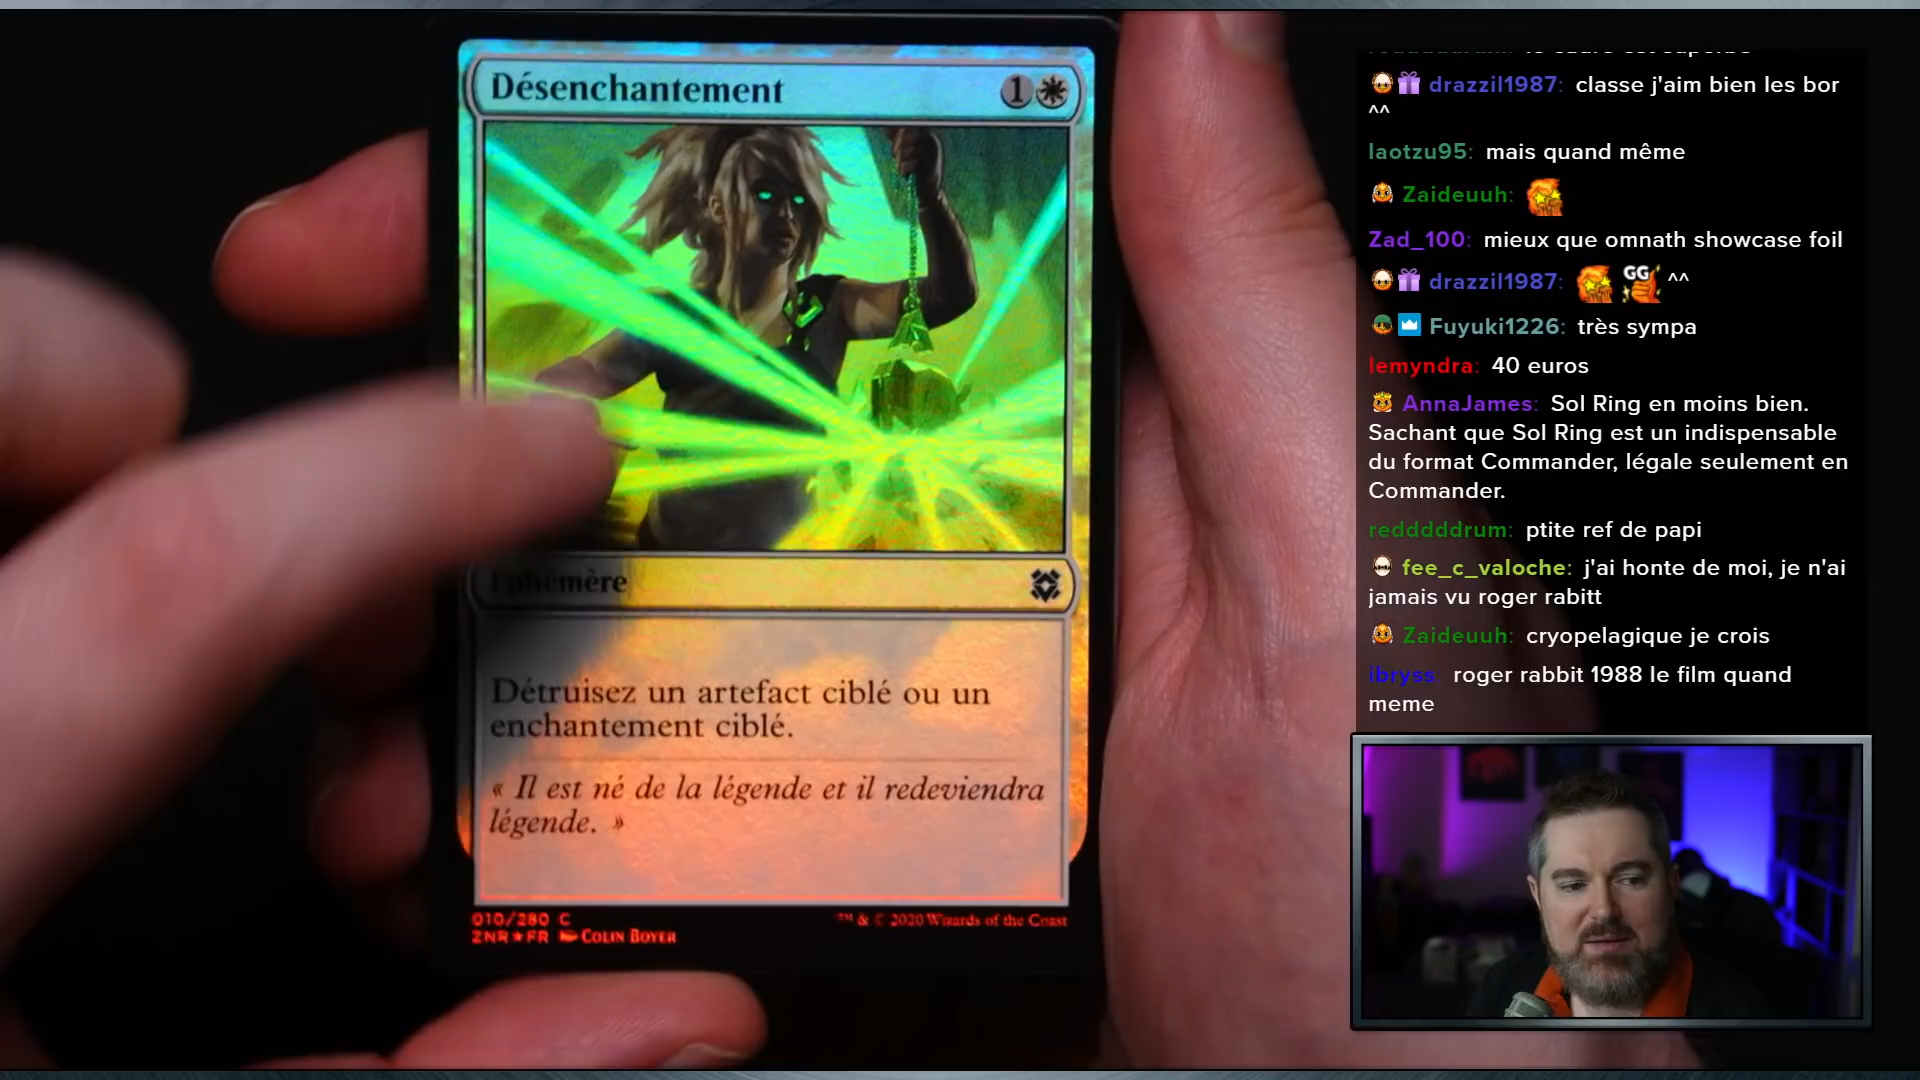 Désenchantement 1
Éphémère
Détruisez un artefact ciblé ou un
enchantement ciblé.
« Il est né de la légende et il redeviendra
légende. »
010/280 C
ZNR★FR COLIN BOYER
™ & © 2020 Wizards of the Coast
drazzil1987: classe j'aim bien les bor
^^
laotzu95: mais quand même
Zaideuuh:
Zad_100: mieux que omnath showcase foil
drazzil1987: GG ^^
Fuyuki1226: très sympa
lemyndra: 40 euros
AnnaJames: Sol Ring en moins bien.
Sachant que Sol Ring est un indispensable
du format Commander, légale seulement en
Commander.
redddddrum: ptite ref de papi
fee_c_valoche: j'ai honte de moi, je n'ai
jamais vu roger rabitt
Zaideuuh: cryopelagique je crois
ibryss: roger rabbit 1988 le film quand
meme